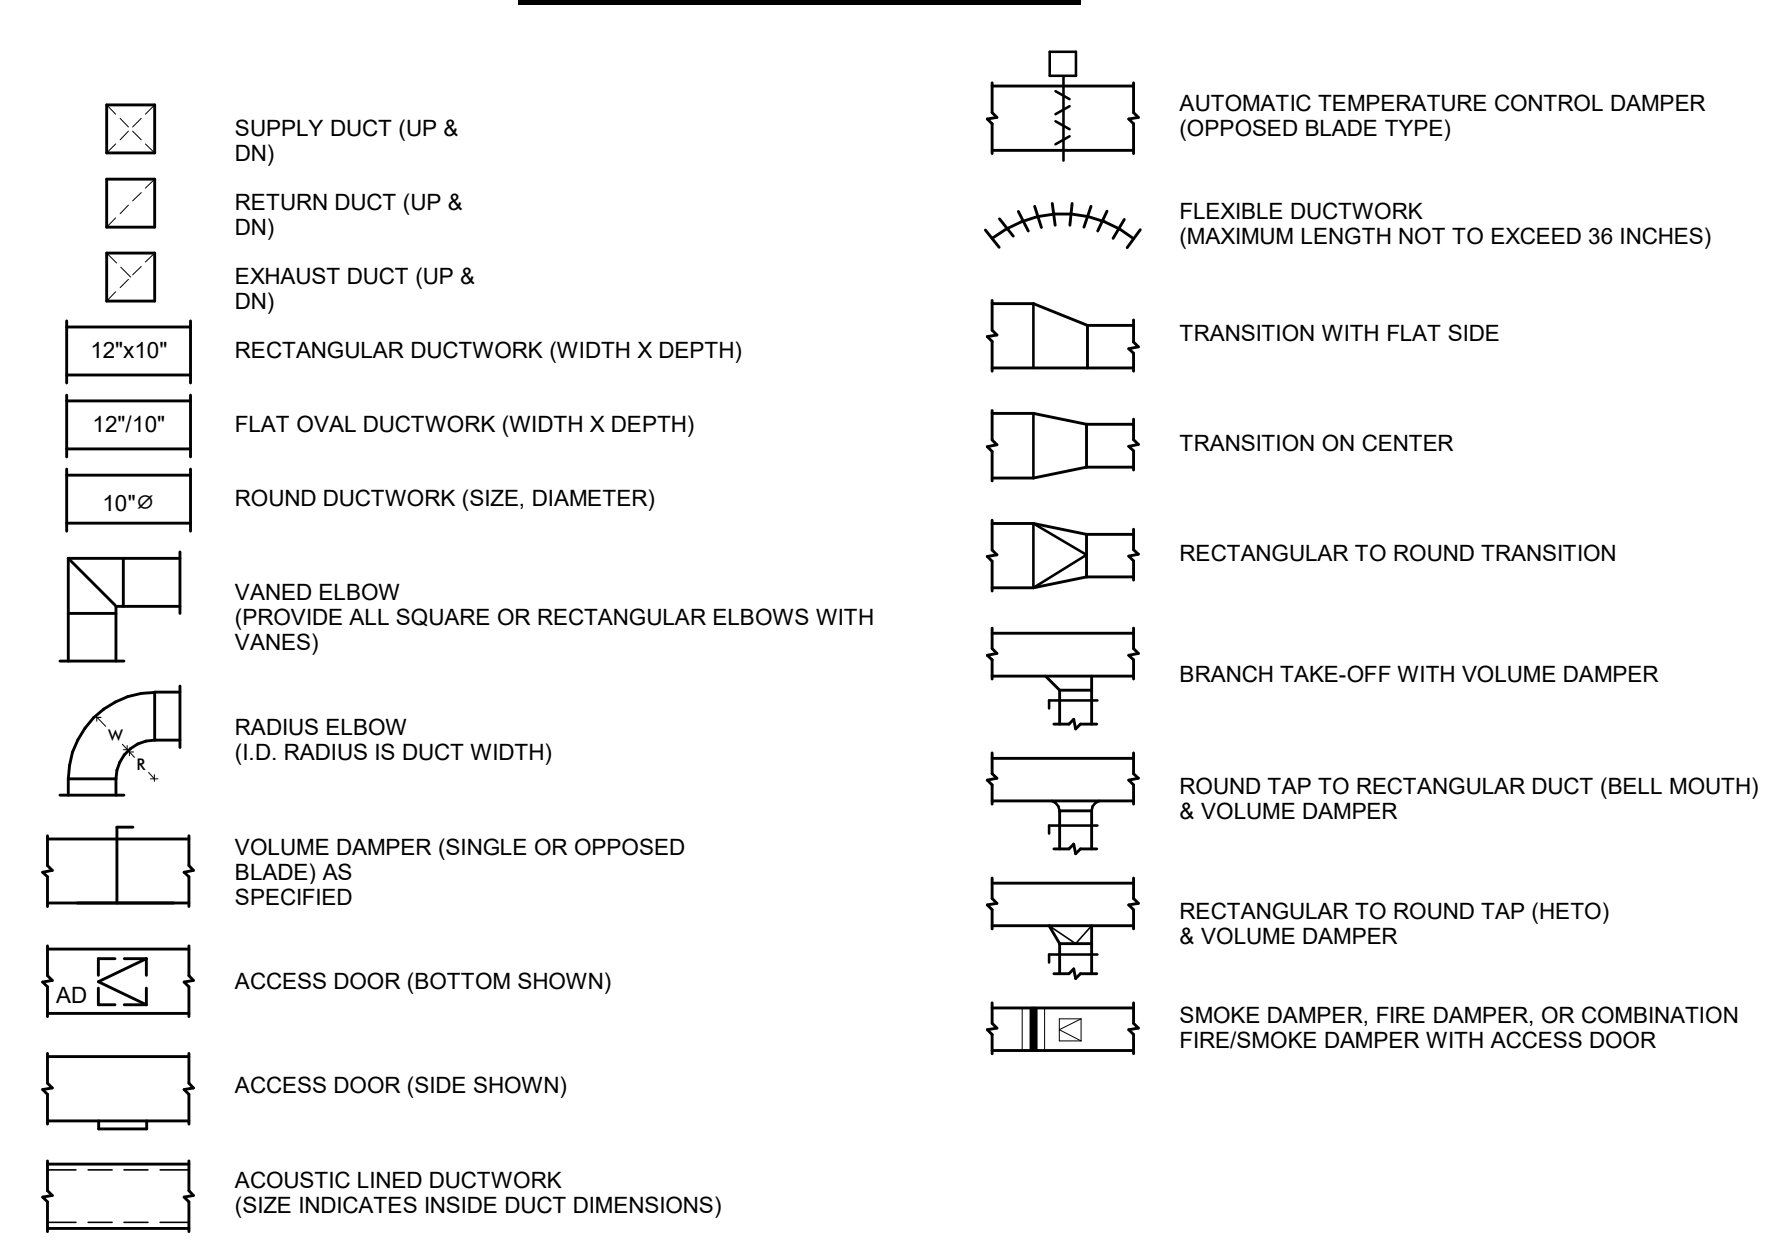 SUPPLY DUCT (UP &
DN)
RETURN DUCT (UP &
DN)
EXHAUST DUCT (UP &
DN)
12"x10"
RECTANGULAR DUCTWORK (WIDTH X DEPTH)
12"/10"
FLAT OVAL DUCTWORK (WIDTH X DEPTH)
10"Ø
ROUND DUCTWORK (SIZE, DIAMETER)
VANED ELBOW
(PROVIDE ALL SQUARE OR RECTANGULAR ELBOWS WITH
VANES)
W
R
RADIUS ELBOW
(I.D. RADIUS IS DUCT WIDTH)
VOLUME DAMPER (SINGLE OR OPPOSED
BLADE) AS
SPECIFIED
AD
ACCESS DOOR (BOTTOM SHOWN)
ACCESS DOOR (SIDE SHOWN)
ACOUSTIC LINED DUCTWORK
(SIZE INDICATES INSIDE DUCT DIMENSIONS)
AUTOMATIC TEMPERATURE CONTROL DAMPER
(OPPOSED BLADE TYPE)
FLEXIBLE DUCTWORK
(MAXIMUM LENGTH NOT TO EXCEED 36 INCHES)
TRANSITION WITH FLAT SIDE
TRANSITION ON CENTER
RECTANGULAR TO ROUND TRANSITION
BRANCH TAKE-OFF WITH VOLUME DAMPER
ROUND TAP TO RECTANGULAR DUCT (BELL MOUTH)
& VOLUME DAMPER
RECTANGULAR TO ROUND TAP (HETO)
& VOLUME DAMPER
SMOKE DAMPER, FIRE DAMPER, OR COMBINATION
FIRE/SMOKE DAMPER WITH ACCESS DOOR